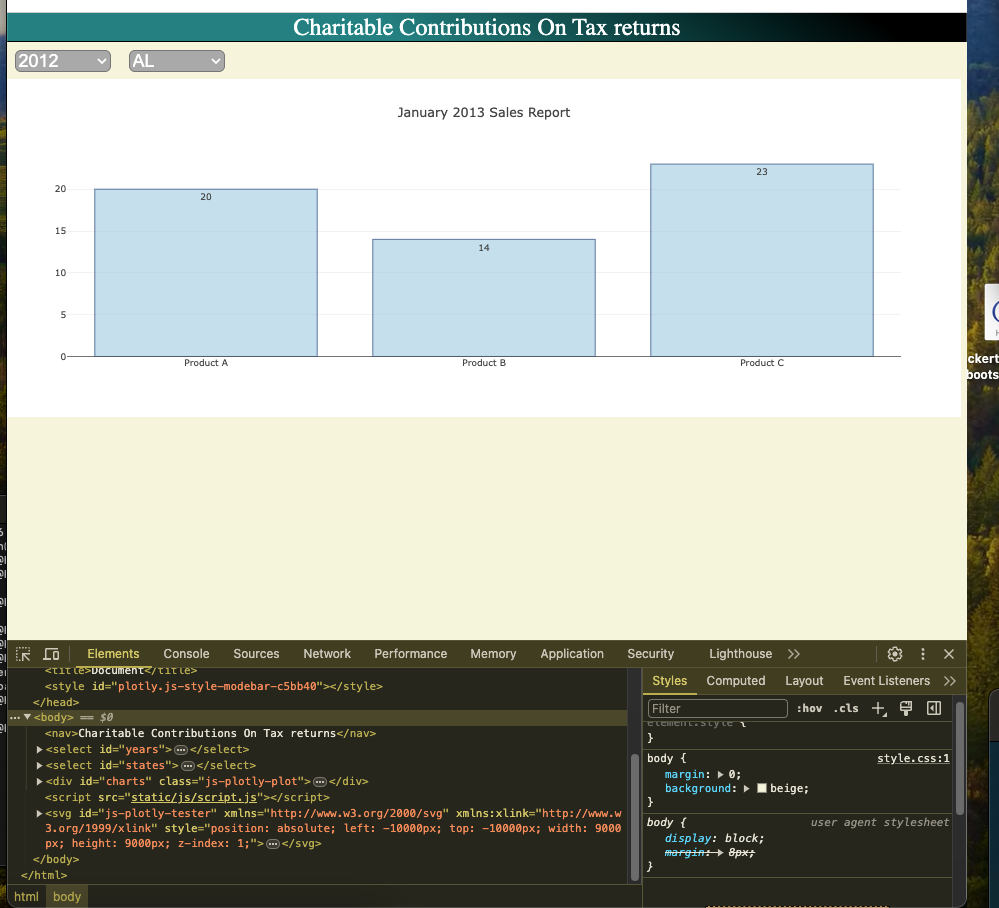 Charitable Contributions On Tax returns
2012 AL
January 2013 Sales Report
20
15
10
5
0
20
14
23
Product A Product B Product C
ckert
boots
Elements Console Sources Network Performance Memory Application Security Lighthouse
<title>Document</title>
<style id="plotly.js-style-modebar-c5bb40"></style>
</head>
<body> == $0
<nav>Charitable Contributions On Tax returns</nav>
<select id="years"></select>
<select id="states"></select>
<div id="charts" class="js-plotly-plot"></div>
<script src="static/js/script.js"></script>
<svg id="js-plotly-tester" xmlns="http://www.w3.org/2000/svg" xmlns:xlink="http://www.w
3.org/1999/xlink" style="position: absolute; left: -10000px; top: -10000px; width: 9000
px; height: 9000px; z-index: 1;"></svg>
</body>
</html>
html body
Styles Computed Layout Event Listeners
Filter :hov .cls
element.style {
}
body { style.css:1
margin: 0;
background: beige;
}
body { user agent stylesheet
display: block;
margin: 8px;
}